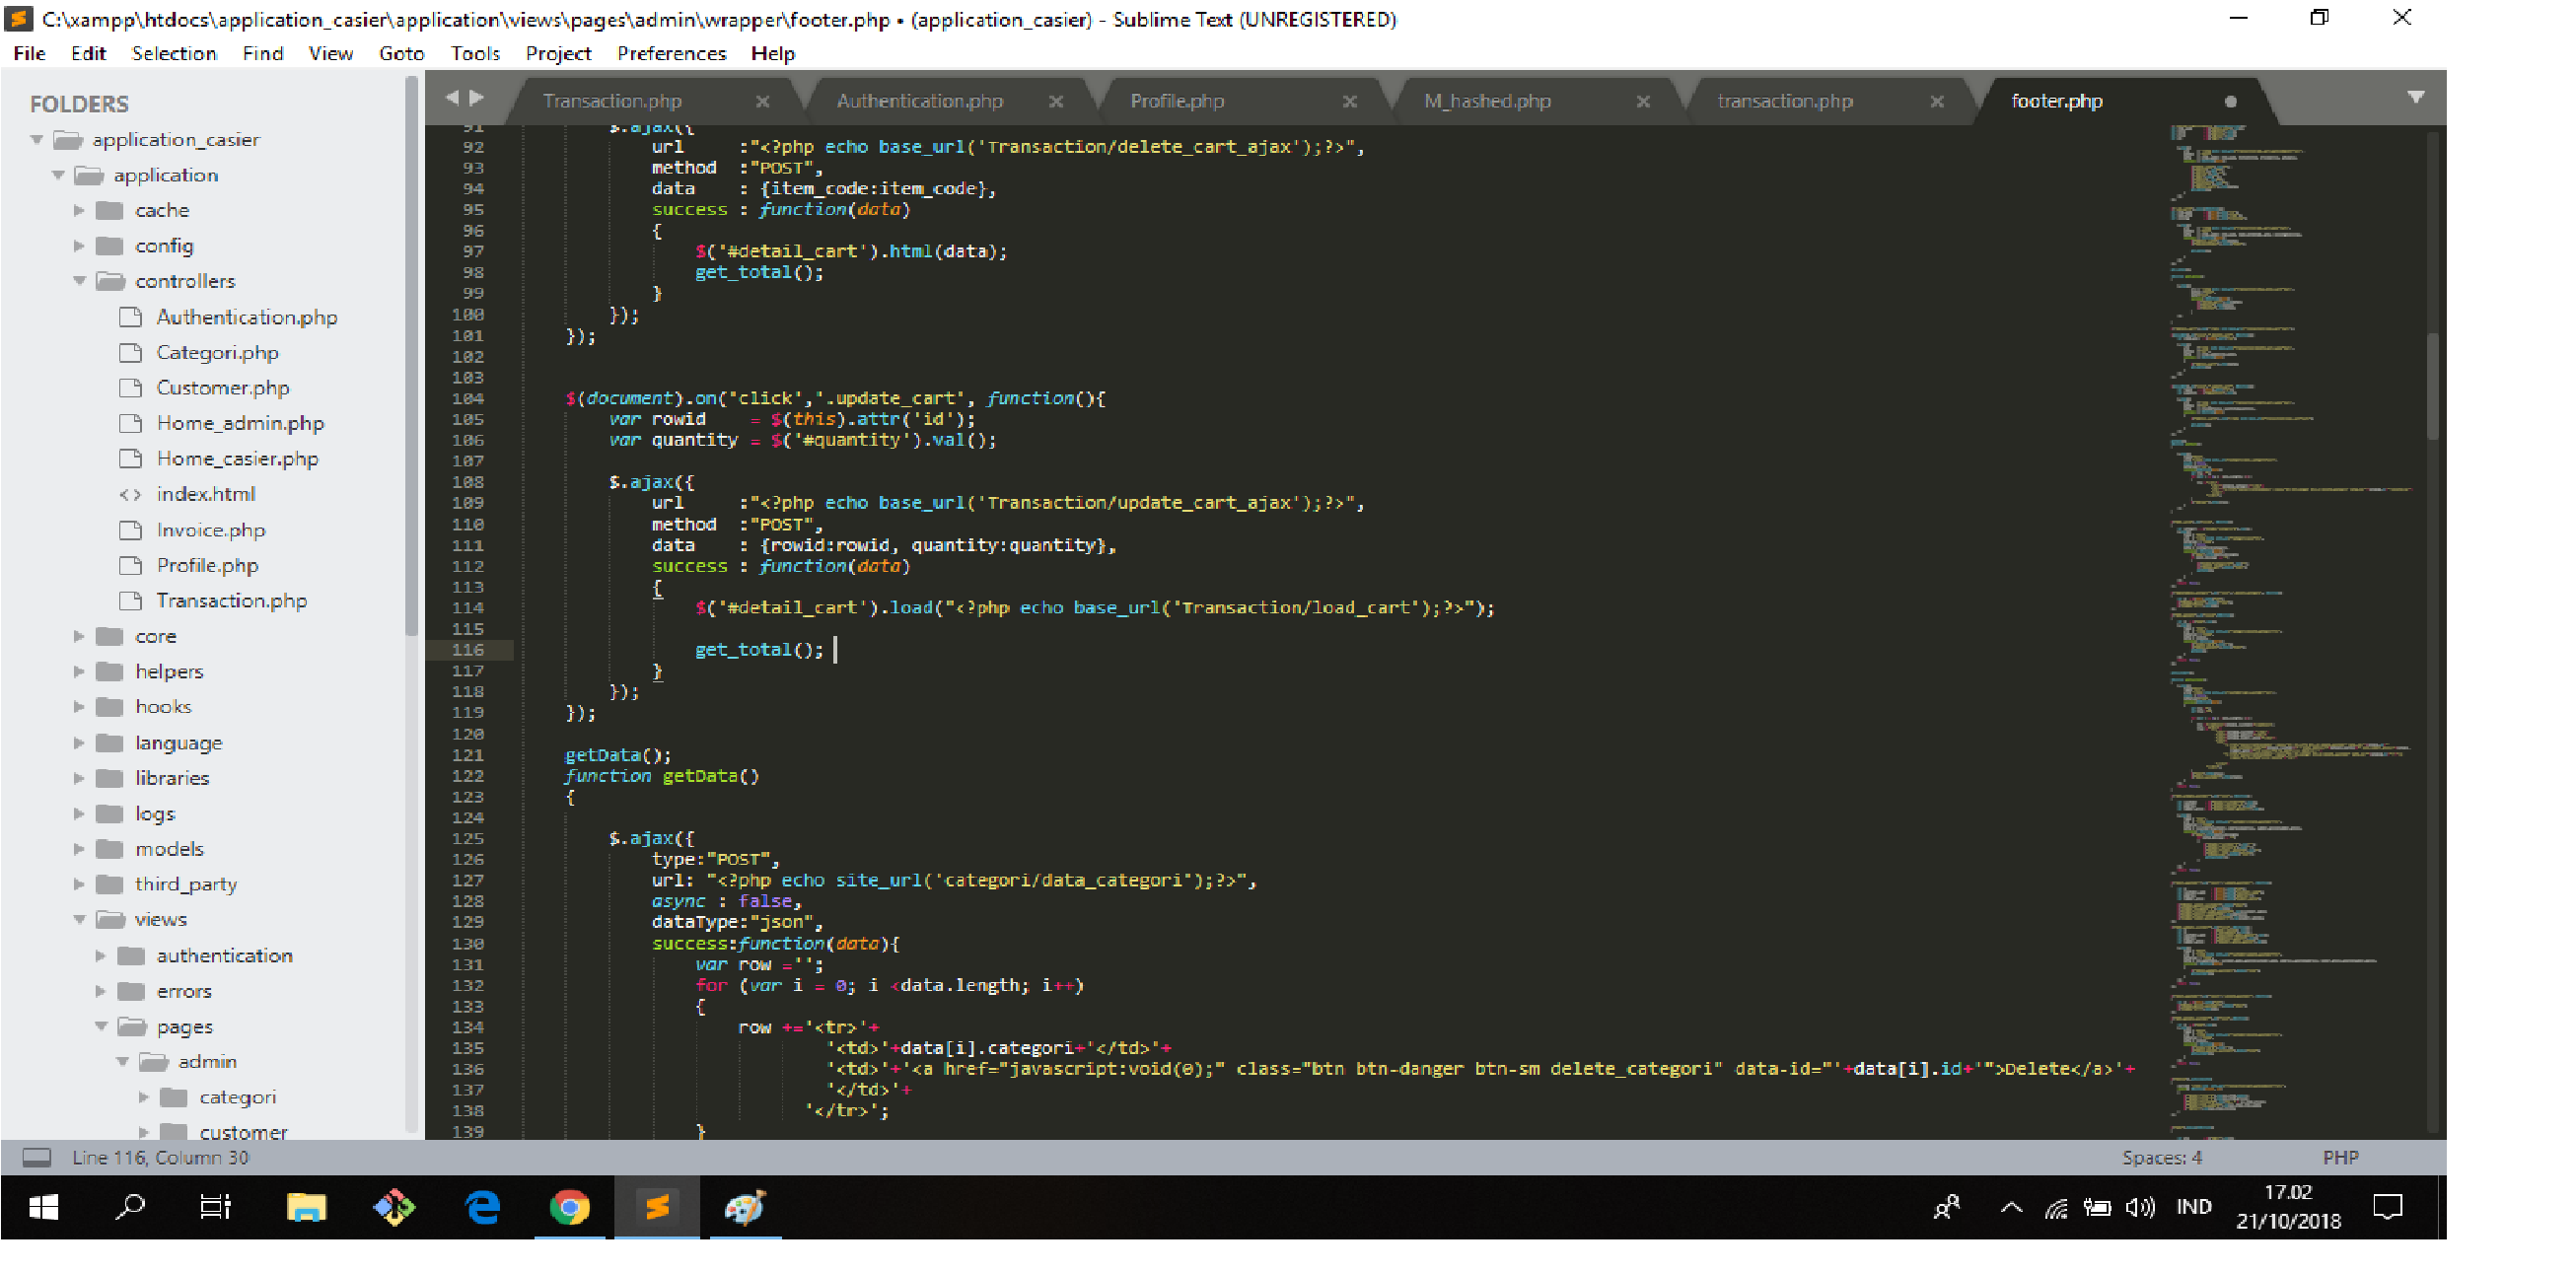 C:\xampp\htdocs\application_casier\application\views\pages\admin\wrapper\footer.php • (application_casier) - Sublime Text (UNREGISTERED)
File Edit Selection Find View Goto Tools Project Preferences Help
FOLDERS
application_casier
application
cache
config
controllers
Authentication.php
Categori.php
Customer.php
Home_admin.php
Home_casier.php
<> index.html
Invoice.php
Profile.php
Transaction.php
core
helpers
hooks
language
libraries
logs
models
third_party
views
authentication
errors
pages
admin
categori
customer
Transaction.php Authentication.php Profile.php M_hashed.php transaction.php footer.php
91 $.ajax({
92 url :"<?php echo base_url('Transaction/delete_cart_ajax');?>",
93 method :"POST",
94 data : {item_code:item_code},
95 success : function(data)
96 {
97 $('#detail_cart').html(data);
98 get_total();
99 }
100 });
101 });
102
103
104 $(document).on('click','.update_cart', function(){
105 var rowid = $(this).attr('id');
106 var quantity = $('#quantity').val();
107
108 $.ajax({
109 url :"<?php echo base_url('Transaction/update_cart_ajax');?>",
110 method :"POST",
111 data : {rowid:rowid, quantity:quantity},
112 success : function(data)
113 {
114 $('#detail_cart').load("<?php echo base_url('Transaction/load_cart');?>");
115
116 get_total();
117 }
118 });
119 });
120
121 getData();
122 function getData()
123 {
124
125 $.ajax({
126 type:"POST",
127 url: "<?php echo site_url('categori/data_categori');?>",
128 async : false,
129 dataType:"json",
130 success:function(data){
131 var row ='';
132 for (var i = 0; i <data.length; i++)
133 {
134 row +='<tr>'+
135 '<td>'+data[i].categori+'</td>'+
136 '<td>'+'<a href="javascript:void(0);" class="btn btn-danger btn-sm delete_categori" data-id="'+data[i].id+'">Delete</a>'+
137 '</td>'+
138 '</tr>';
139 }
Line 116, Column 30
Spaces: 4 PHP
IND
17.02
21/10/2018